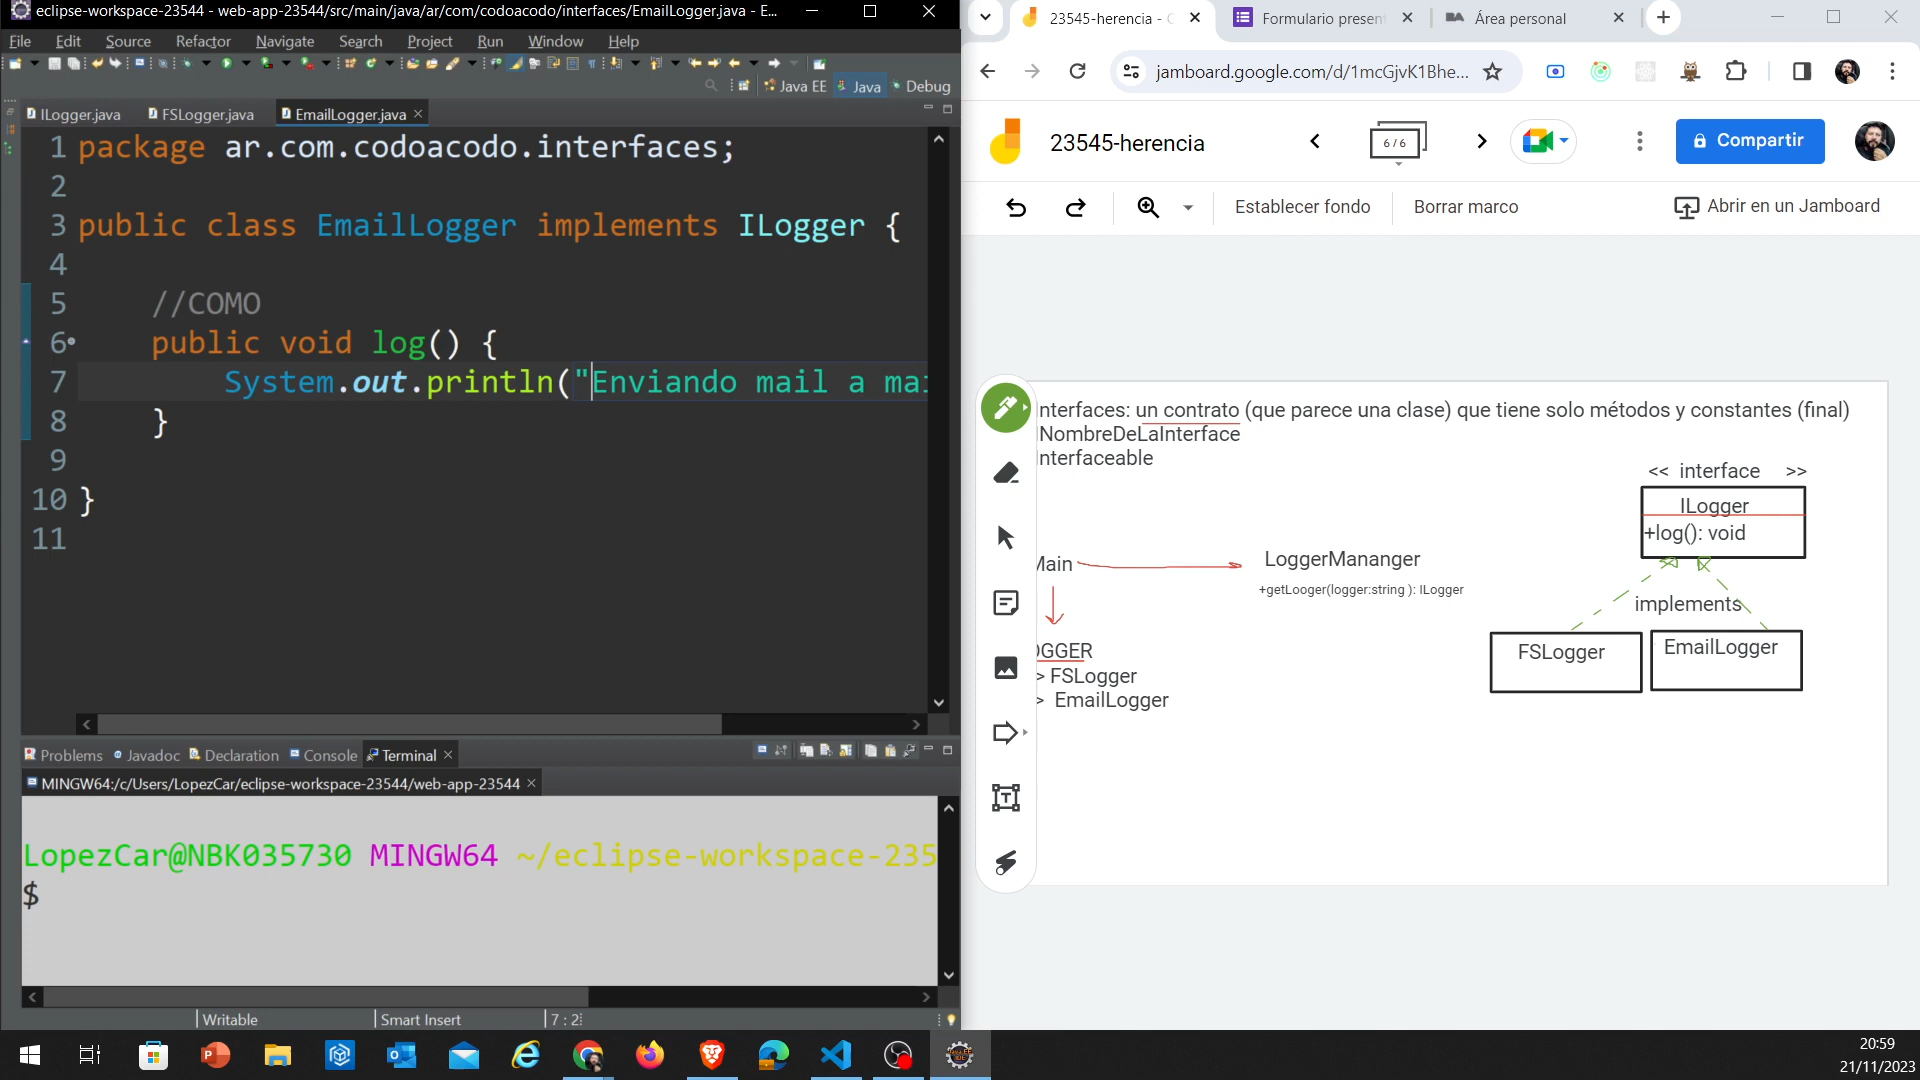 eclipse-workspace-23544 - web-app-23544/src/main/java/ar/com/codoacodo/interfaces/EmailLogger.java - E...
File Edit Source Refactor Navigate Search Project Run Window Help
Java EE Java Debug
ILogger.java FSLogger.java EmailLogger.java
1 package ar.com.codoacodo.interfaces;
2
3 public class EmailLogger implements ILogger {
4
5 //COMO
6 public void log() {
7 System.out.println("Enviando mail a mai
8 }
9
10 }
11
Problems Javadoc Declaration Console Terminal
MINGW64:/c/Users/LopezCar/eclipse-workspace-23544/web-app-23544
LopezCar@NBK035730 MINGW64 ~/eclipse-workspace-235
$
Writable Smart Insert 7 : 2
23545-herencia - Formulario presen Área personal
jamboard.google.com/d/1mcGjvK1Bhe...
23545-herencia 6 / 6 Compartir
Establecer fondo Borrar marco Abrir en un Jamboard
nterfaces: un contrato (que parece una clase) que tiene solo métodos y constantes (final)
NombreDeLaInterface
nterfaceable
<< interface >>
ILogger
+log(): void
Main LoggerMananger
+getLooger(logger:string ): ILogger
implements
OGGER
> FSLogger
> EmailLogger
FSLogger EmailLogger
20:59
21/11/2023